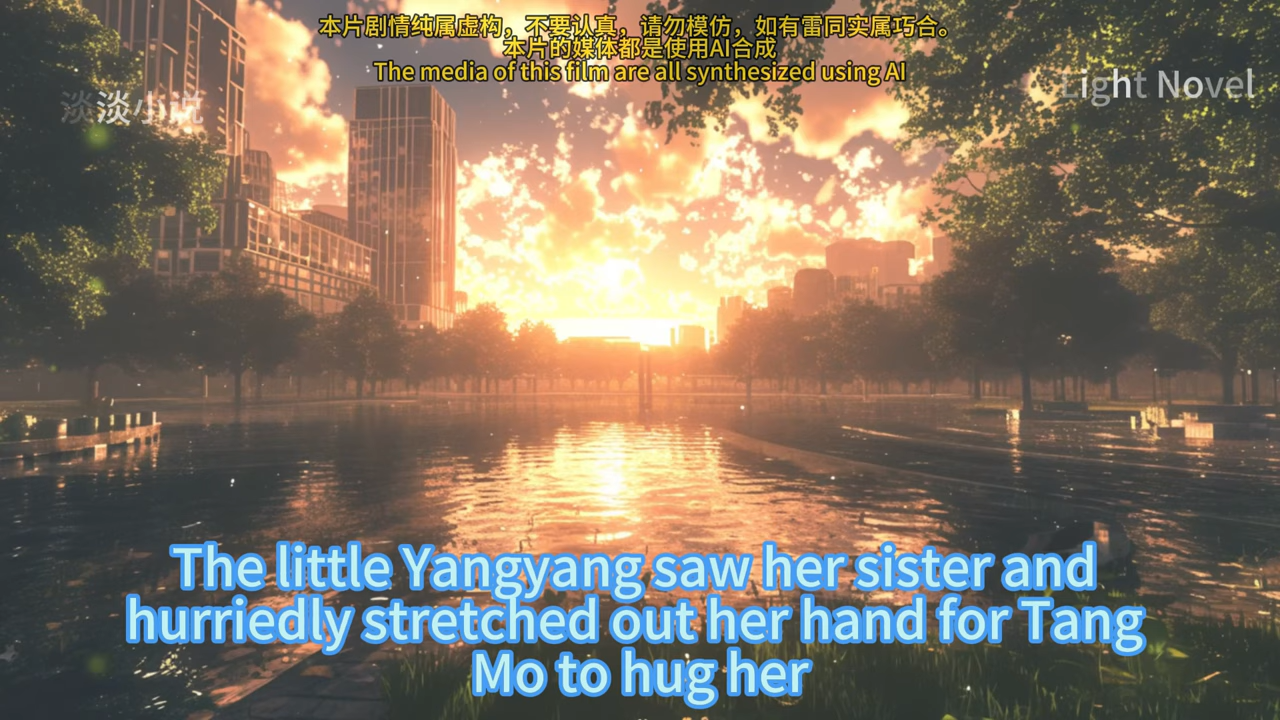 本片剧情纯属虚构，不要认真，请勿模仿，如有雷同实属巧合。
本片的媒体都是使用AI合成
The media of this film are all synthesized using AI
淡淡小说
Light Novel
The little Yangyang saw her sister and
hurriedly stretched out her hand for Tang
Mo to hug her